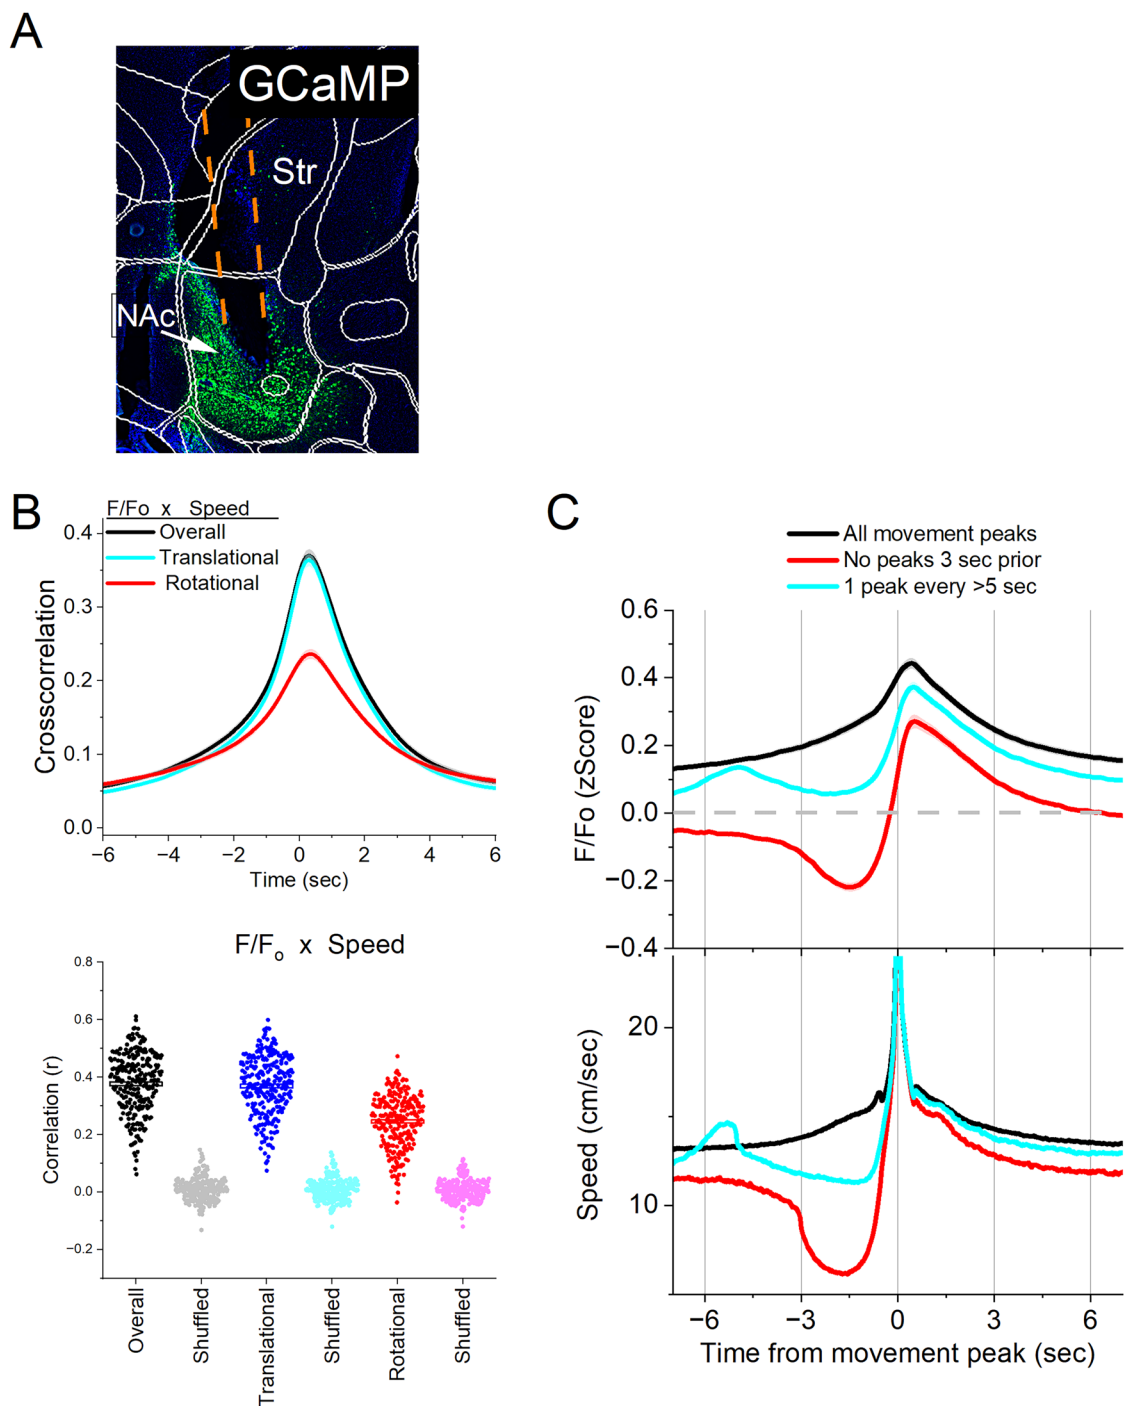 A
GCaMP
Str
NAc
B
F/Fo x Speed
Overall
Translational
Rotational
0.4
0.3
0.2
0.1
0.0
Crosscorrelation
−6 −4 −2 0 2 4 6
Time (sec)
F/Fo x Speed
0.8
0.6
0.4
0.2
0.0
−0.2
Correlation (r)
Overall
Shuffled
Translational
Shuffled
Rotational
Shuffled
C
All movement peaks
No peaks 3 sec prior
1 peak every >5 sec
0.6
0.4
0.2
0.0
−0.2
−0.4
F/Fo (zScore)
20
10
Speed (cm/sec)
−6 −3 0 3 6
Time from movement peak (sec)